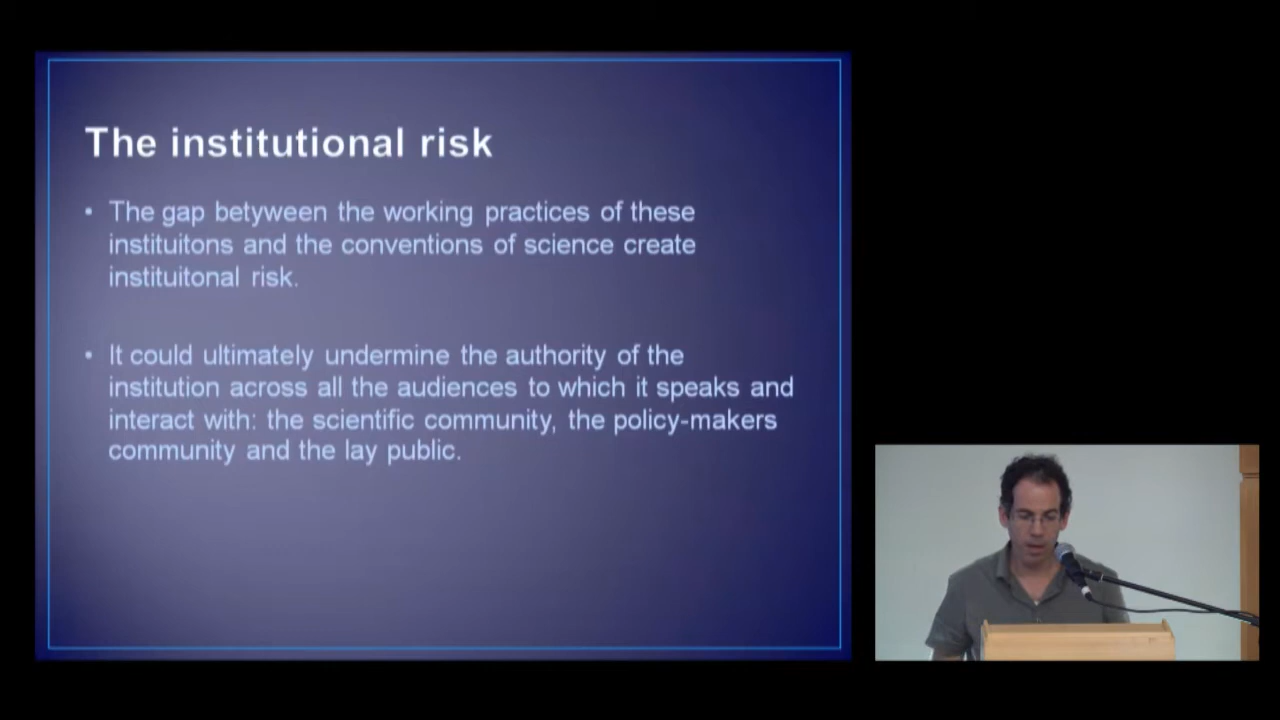 The institutional risk
• The gap betyween the working practices of these
instituitons and the conventions of science create
instituitonal risk.
• It could ultimately undermine the authority of the
institution across all the audiences to which it speaks and
interact with: the scientific community, the policy-makers
community and the lay public.